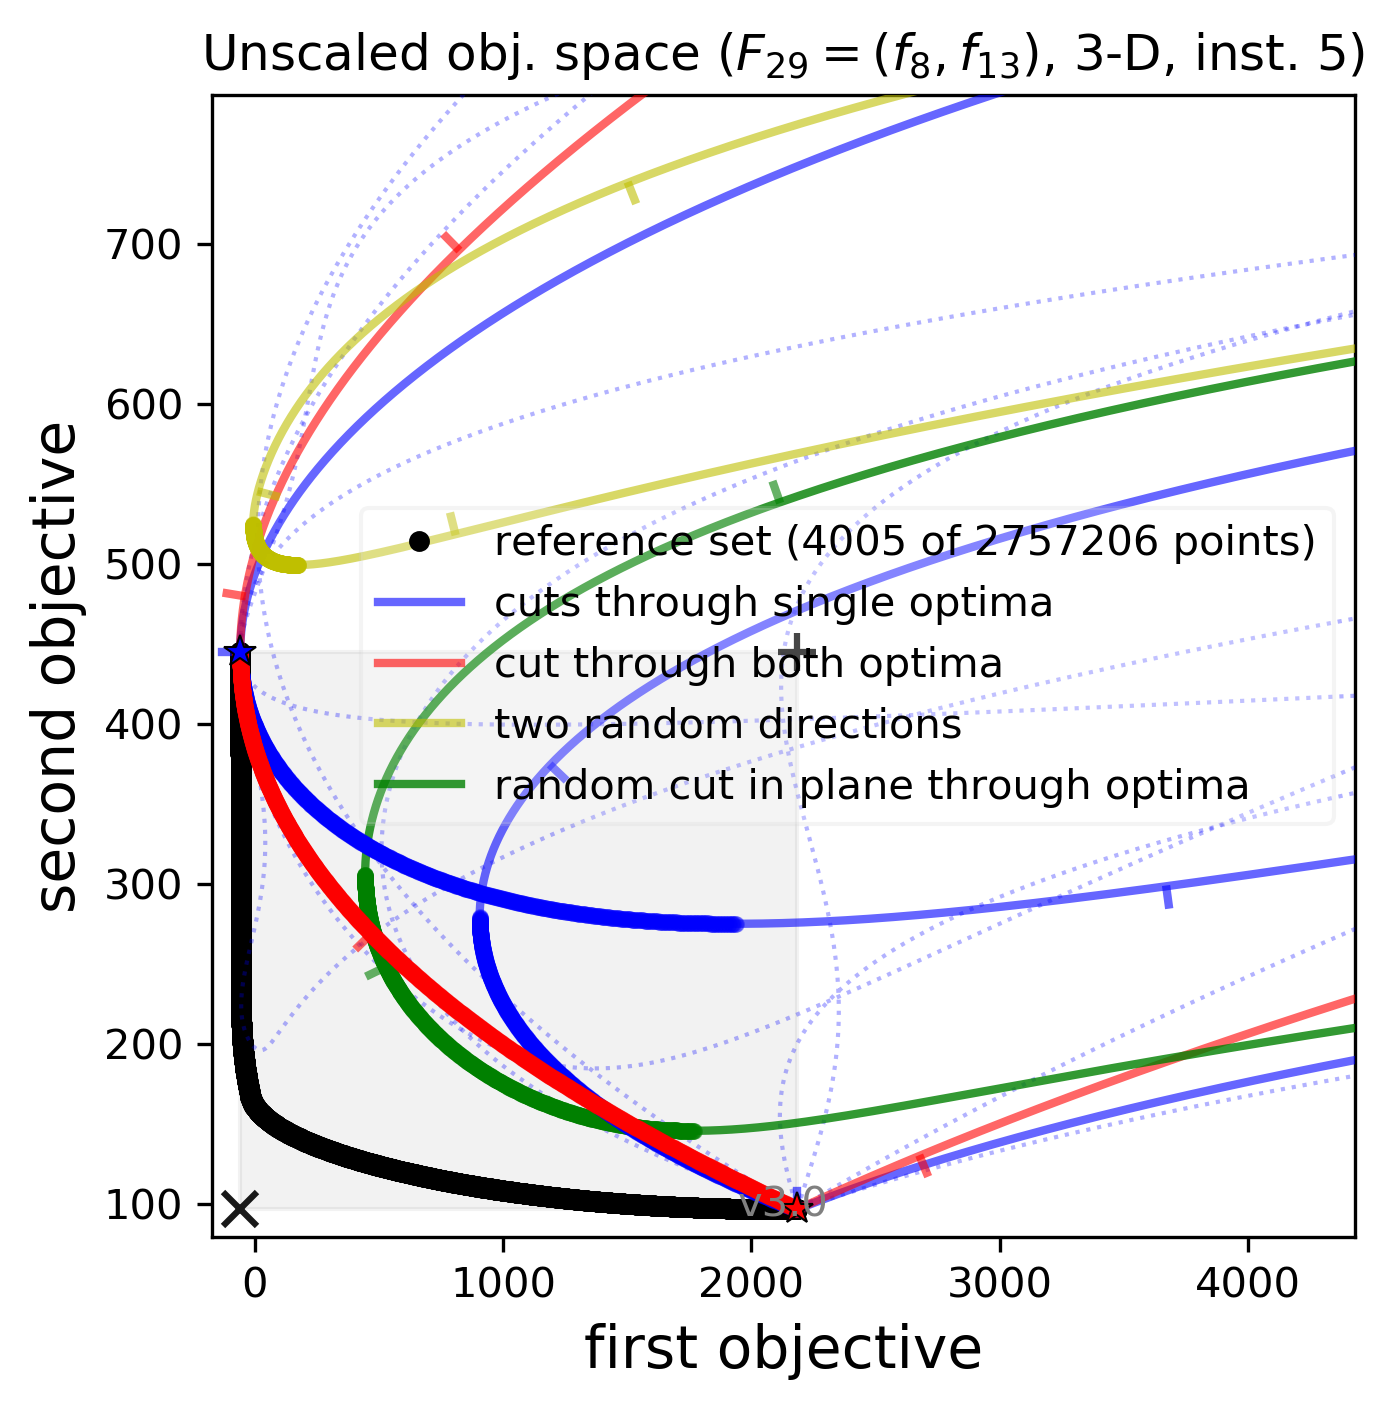 Unscaled obj. space (F₂₉ = (f₈, f₁₃), 3-D, inst. 5)
700
600
500
400
300
200
100
second objective
reference set (4005 of 2757206 points)
cuts through single optima
cut through both optima
two random directions
random cut in plane through optima
v3.0
0 1000 2000 3000 4000
first objective